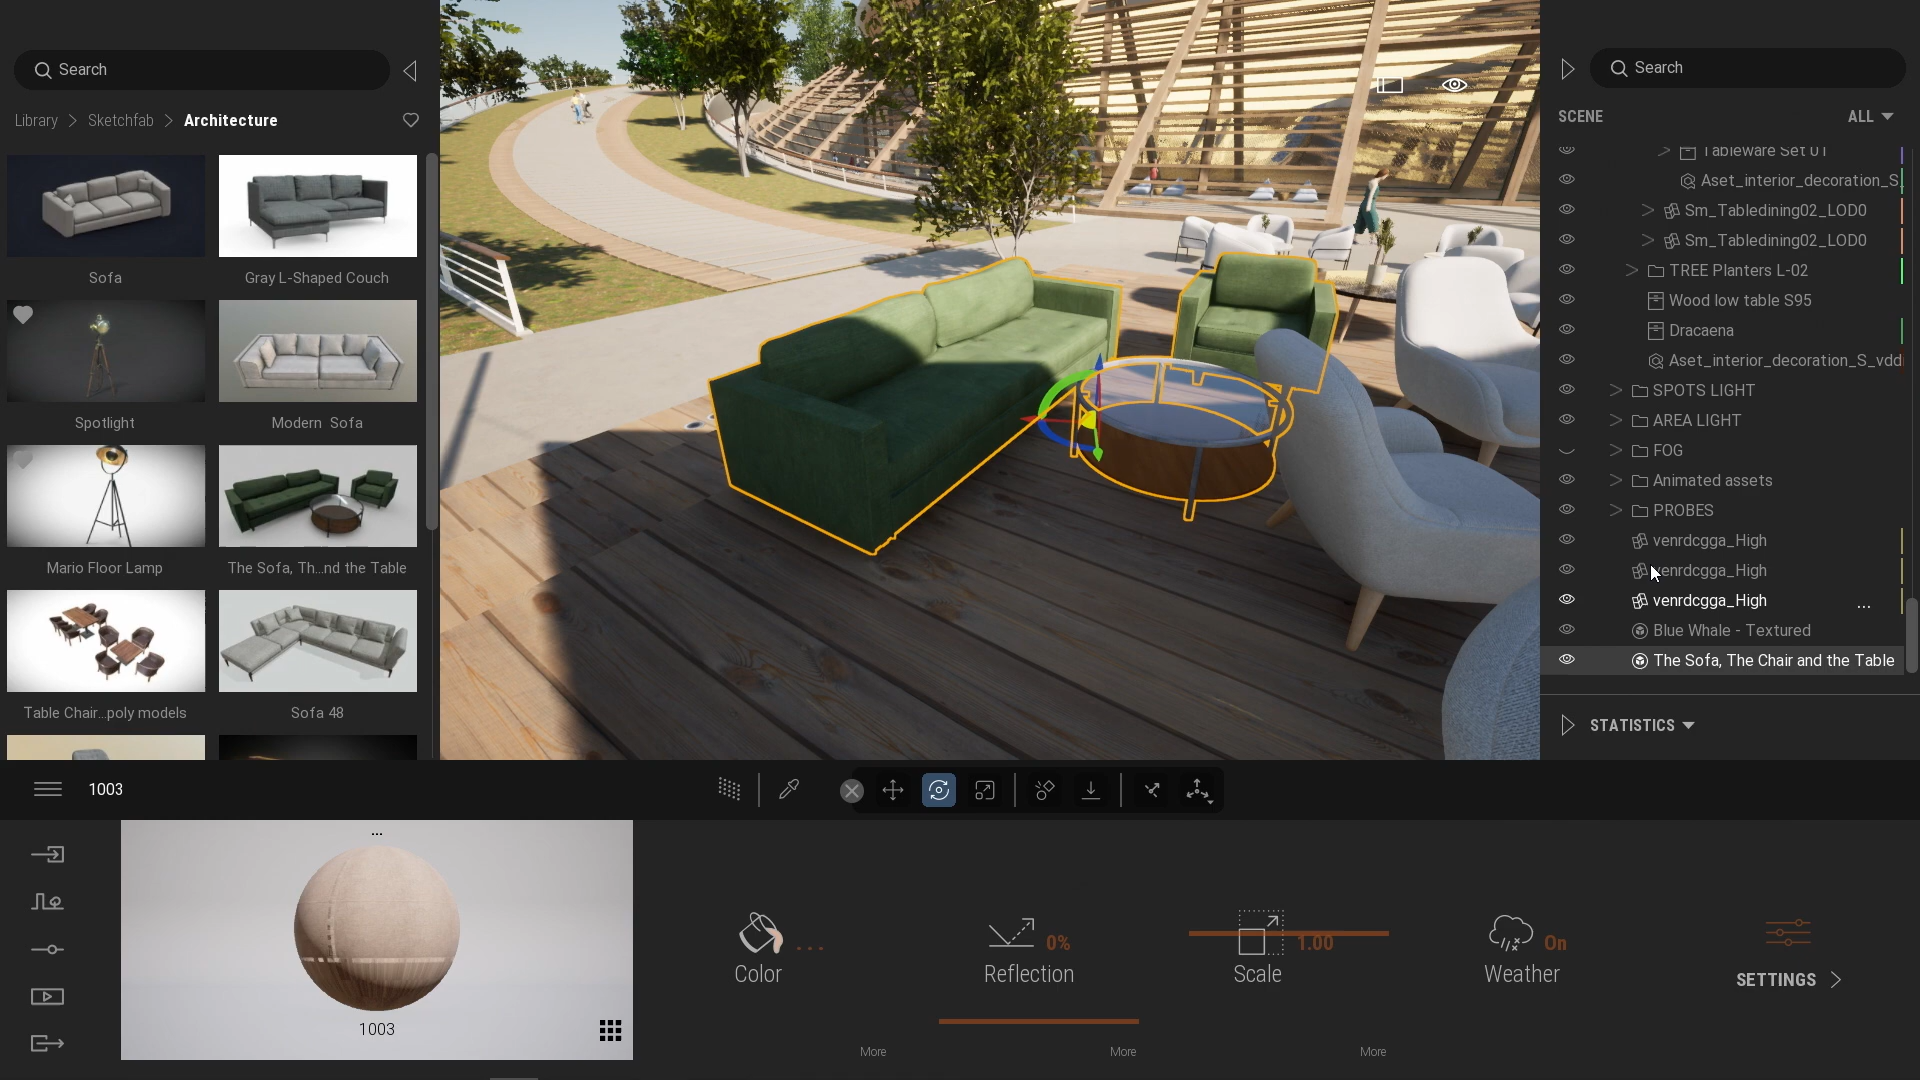 Search
Library
Sketchfab
Architecture
Sofa
Gray L-Shaped Couch
Spotlight
Modern Sofa
Mario Floor Lamp
The Sofa, Th...nd the Table
Table Chair...poly models
Sofa 48
Search
SCENE
ALL
Tableware Set 01
Aset_interior_decoration_S
Sm_Tabledining02_LOD0
Sm_Tabledining02_LOD0
TREE Planters L-02
Wood low table S95
Dracaena
Aset_interior_decoration_S_vdd
SPOTS LIGHT
AREA LIGHT
FOG
Animated assets
PROBES
venrdcgga_High
venrdcgga_High
venrdcgga_High ...
Blue Whale - Textured
The Sofa, The Chair and the Table
STATISTICS
1003
...
1003
Color ...
Reflection 0%
Scale 1.00
Weather On
SETTINGS
More
More
More